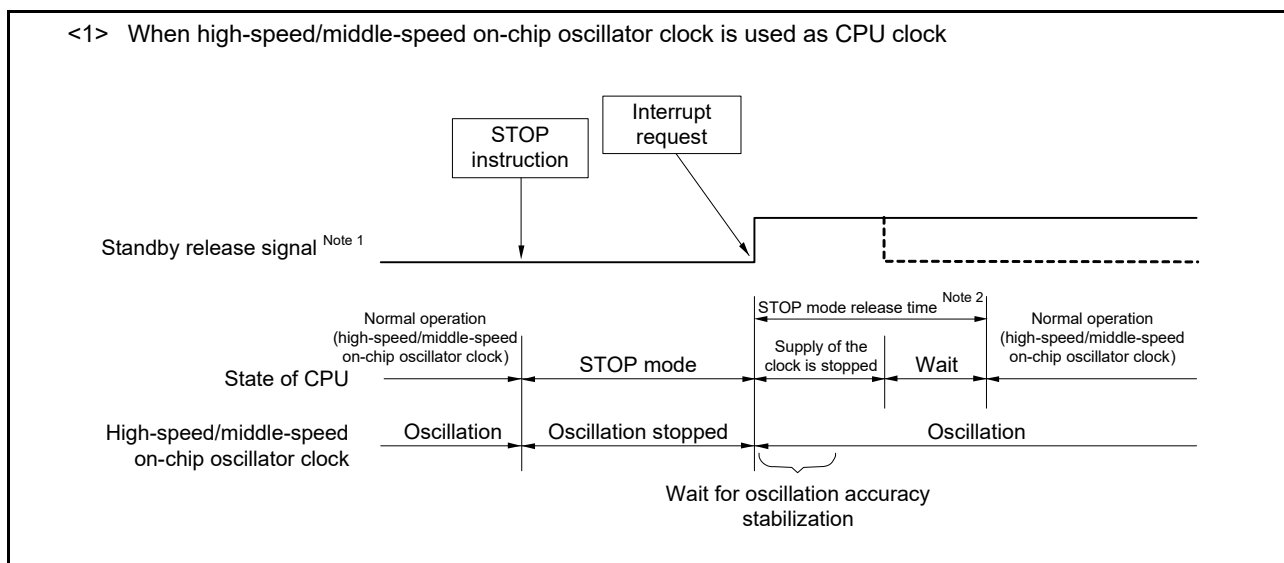 <1> When high-speed/middle-speed on-chip oscillator clock is used as CPU clock
STOP
instruction
Interrupt
request
Standby release signal Note 1
STOP mode release time Note 2
Normal operation
(high-speed/middle-speed
on-chip oscillator clock)
Supply of the
clock is stopped
Normal operation
(high-speed/middle-speed
on-chip oscillator clock)
State of CPU
STOP mode
Wait
High-speed/middle-speed
on-chip oscillator clock
Oscillation
Oscillation stopped
Oscillation
Wait for oscillation accuracy
stabilization